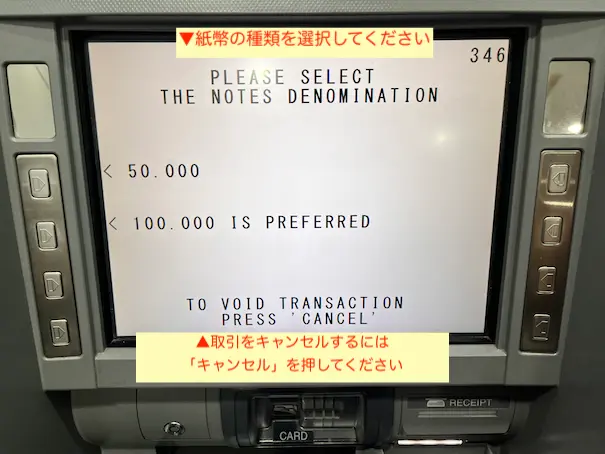 ▼紙幣の種類を選択してください
346
PLEASE SELECT
THE NOTES DENOMINATION
< 50.000
< 100.000 IS PREFERRED
TO VOID TRANSACTION
PRESS 'CANCEL'
▲取引をキャンセルするには
「キャンセル」を押してください
RECEIPT
CARD